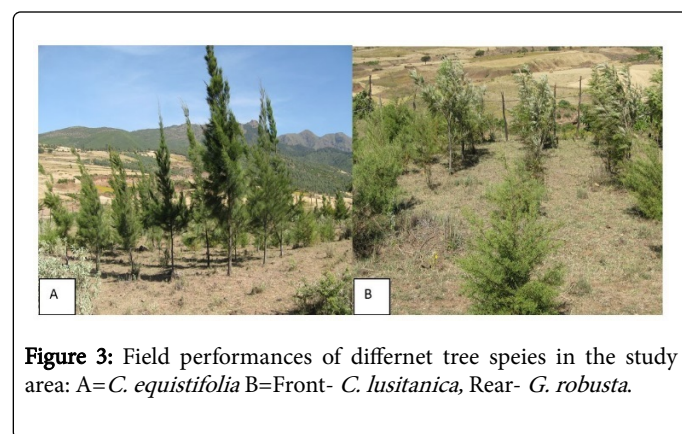 A
B
Figure 3: Field performances of differnet tree speies in the study
area: A=C. equistifolia B=Front- C. lusitanica, Rear- G. robusta.